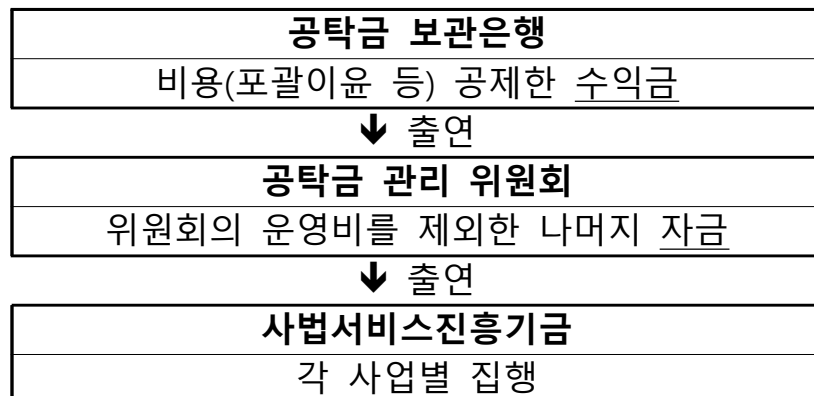 공탁금 보관은행
비용(포괄이윤 등) 공제한 수익금
🡻 출연
공탁금 관리 위원회
위원회의 운영비를 제외한 나머지 자금
🡻 출연
사법서비스진흥기금
각 사업별 집행